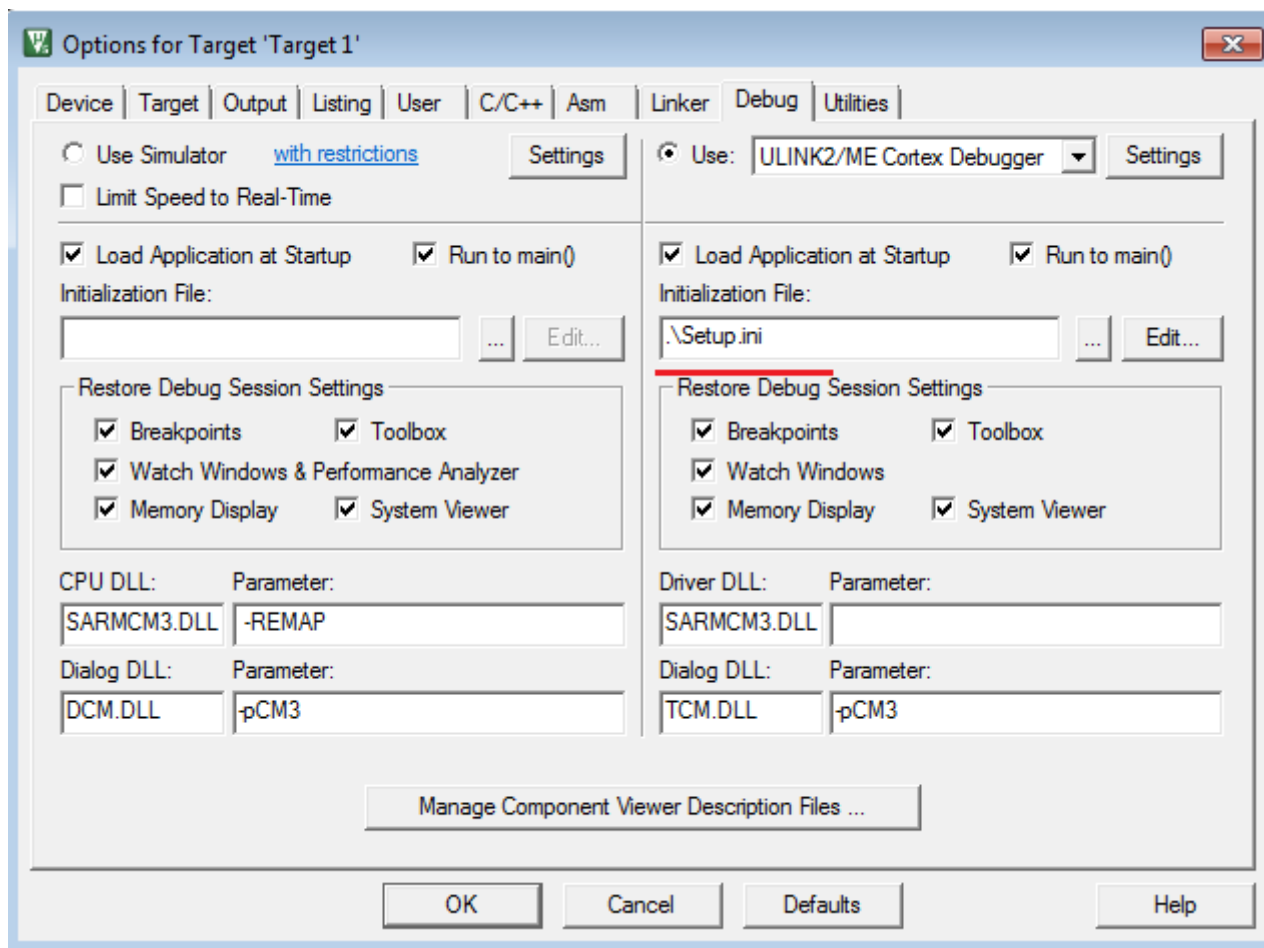 Options for Target 'Target 1'
Device Target Output Listing User C/C++ Asm Linker Debug Utilities
Use Simulator with restrictions Settings
Limit Speed to Real-Time
Load Application at Startup Run to main()
Initialization File:
... Edit...
Restore Debug Session Settings
Breakpoints Toolbox
Watch Windows & Performance Analyzer
Memory Display System Viewer
CPU DLL: Parameter:
SARMCM3.DLL -REMAP
Dialog DLL: Parameter:
DCM.DLL -pCM3
Use: ULINK2/ME Cortex Debugger Settings
Load Application at Startup Run to main()
Initialization File:
.\Setup.ini ... Edit...
Restore Debug Session Settings
Breakpoints Toolbox
Watch Windows
Memory Display System Viewer
Driver DLL: Parameter:
SARMCM3.DLL
Dialog DLL: Parameter:
TCM.DLL -pCM3
Manage Component Viewer Description Files ...
OK Cancel Defaults Help